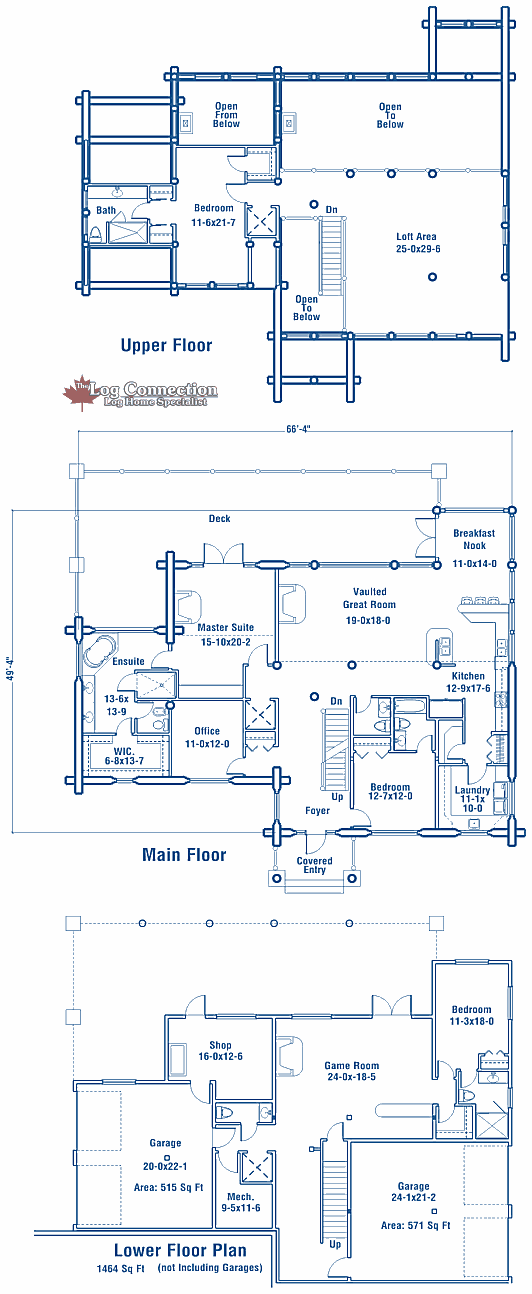 Open
From
Below
Open
To
Below
Bath
Bedroom
11-6x21-7
Dn
Loft Area
25-0x29-6
Open
To
Below
Upper Floor
The Log Connection
Log Home Specialist
66'-4"
Deck
Breakfast
Nook
11-0x14-0
Vaulted
Great Room
19-0x18-0
Master Suite
15-10x20-2
49'-4"
Ensuite
13-6x
13-9
Kitchen
12-9x17-6
Dn
Office
11-0x12-0
WIC.
6-8x13-7
Up
Bedroom
12-7x12-0
Laundry
11-1x
10-0
Foyer
Main Floor
Covered
Entry
Bedroom
11-3x18-0
Shop
16-0x12-6
Game Room
24-0x-18-5
Garage
20-0x22-1
Area: 515 Sq Ft
Mech.
9-5x11-6
Garage
24-1x21-2
Area: 571 Sq Ft
Up
Lower Floor Plan
1464 Sq Ft (not Including Garages)